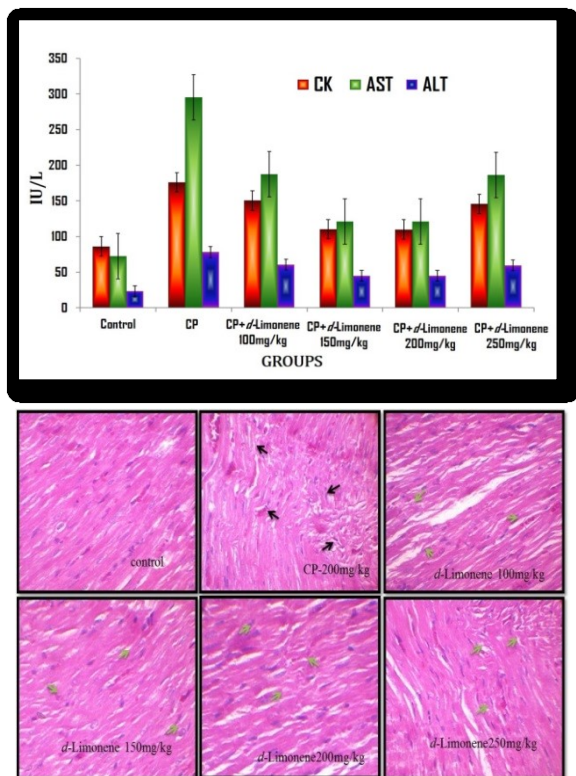 350
300
250
200
150
100
50
0
IU/L
CK AST ALT
Control
CP
CP+d-Limonene
100mg/kg
CP+d-Limonene
150mg/kg
CP+d-Limonene
200mg/kg
CP+d-Limonene
250mg/kg
GROUPS
control
CP-200mg/kg
d-Limonene 100mg/kg
d-Limonene 150mg/kg
d-Limonene200mg/kg
d-Limonene250mg/kg